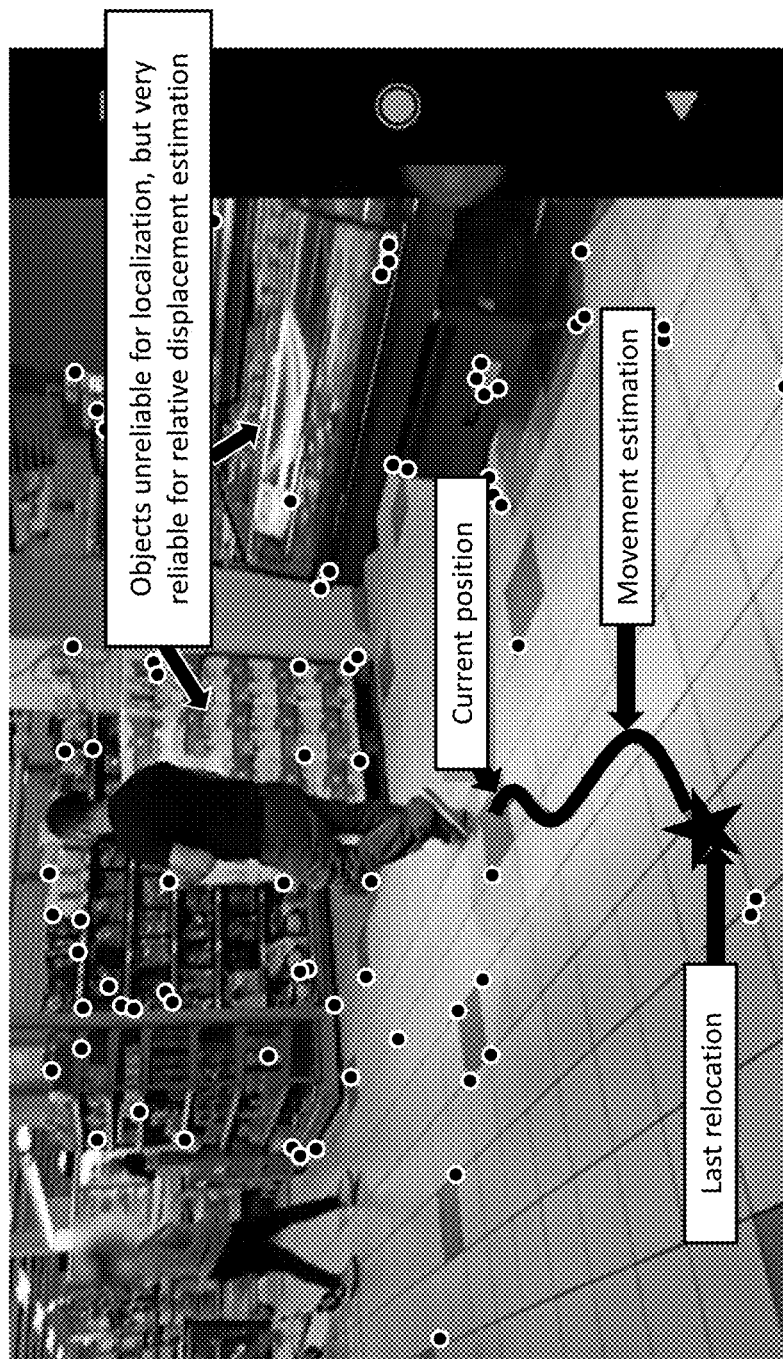 Objects unreliable for localization, but very
reliable for relative displacement estimation
Current position
Movement estimation
Last relocation